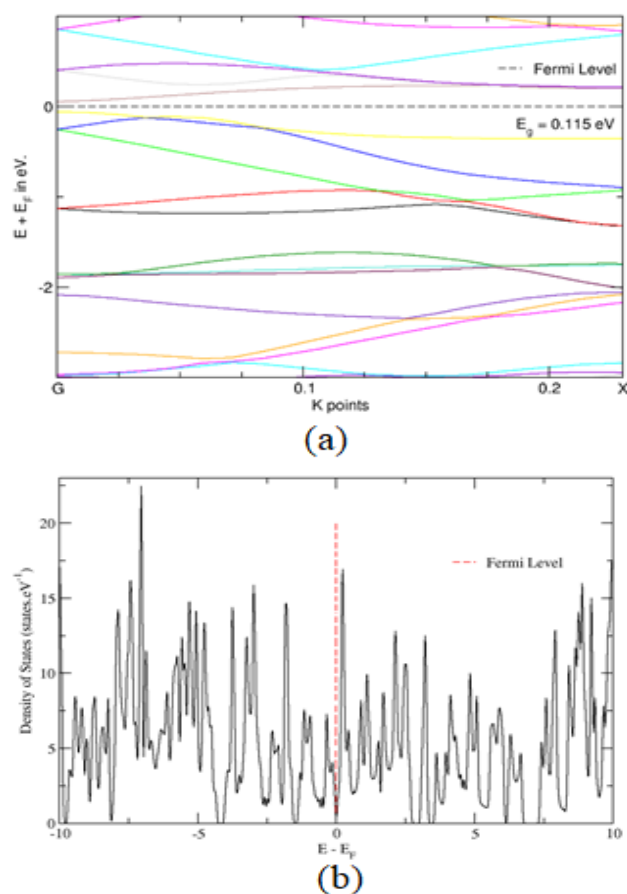 Fermi Level
0
E_g = 0.115 eV
E + E_F in eV.
-2
G
0.1
0.2
X
K points
(a)
20
15
10
5
0
Density of States (states.eV⁻¹)
Fermi Level
-10
-5
0
5
10
E - E_F
(b)